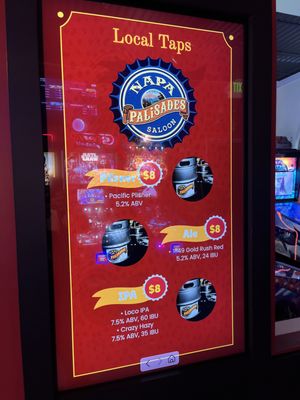 Local Taps
NAPA
PALiSADES
SALOON
Pilsner $8
• Pacific Pilsner
5.2% ABV
Ale $8
• 1849 Gold Rush Red
5.2% ABV, 24 IBU
IPA $8
• Loco IPA
7.5% ABV, 60 IBU
• Crazy Hazy
7.5% ABV, 35 IBU